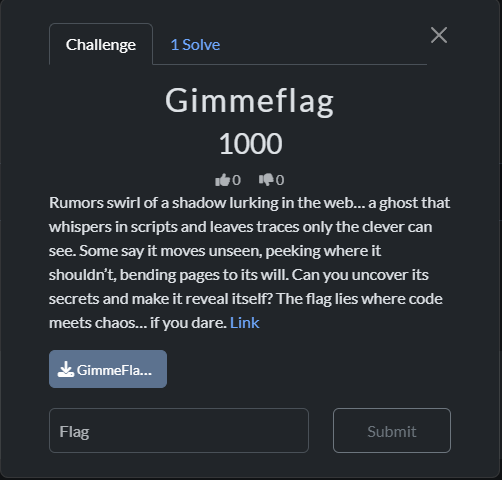 Challenge
1 Solve
Gimmeflag
1000
0
0
Rumors swirl of a shadow lurking in the web... a ghost that
whispers in scripts and leaves traces only the clever can
see. Some say it moves unseen, peeking where it
shouldn't, bending pages to its will. Can you uncover its
secrets and make it reveal itself? The flag lies where code
meets chaos... if you dare. Link
GimmeFla...
Flag
Submit